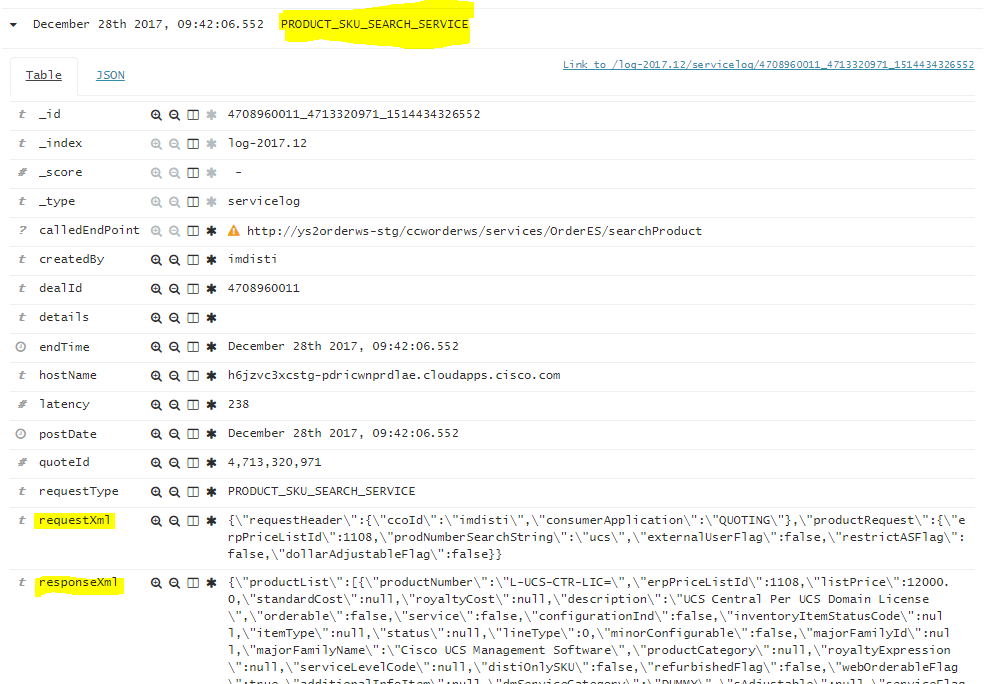 December 28th 2017, 09:42:06.552 PRODUCT_SKU_SEARCH_SERVICE
Table JSON Link to /log-2017.12/servicelog/4708960011_4713320971_1514434326552
t _id 4708960011_4713320971_1514434326552
t _index log-2017.12
# _score -
t _type servicelog
? calledEndPoint http://ys2orderws-stg/ccworderws/services/OrderES/searchProduct
t createdBy imdisti
t dealId 4708960011
t details
endTime December 28th 2017, 09:42:06.552
t hostName h6jzvc3xcstg-pdricwnprdlae.cloudapps.cisco.com
# latency 238
postDate December 28th 2017, 09:42:06.552
# quoteId 4,713,320,971
t requestType PRODUCT_SKU_SEARCH_SERVICE
t requestXml {\"requestHeader\":{\"ccoId\":\"imdisti\",\"consumerApplication\":\"QUOTING\"},\"productRequest\":{\"e
rpPriceListId\":1108,\"prodNumberSearchString\":\"ucs\",\"externalUserFlag\":false,\"restrictASFlag\":
false,\"dollarAdjustableFlag\":false}}
t responseXml {\"productList\":[{\"productNumber\":\"L-UCS-CTR-LIC=\",\"erpPriceListId\":1108,\"listPrice\":12000.
0,\"standardCost\":null,\"royaltyCost\":null,\"description\":\"UCS Central Per UCS Domain License
\",\"orderable\":false,\"service\":false,\"configurationInd\":false,\"inventoryItemStatusCode\":nul
l,\"itemType\":null,\"status\":null,\"lineType\":0,\"minorConfigurable\":false,\"majorFamilyId\":nul
l,\"majorFamilyName\":\"Cisco UCS Management Software\",\"productCategory\":null,\"royaltyExpression
\":null,\"serviceLevelCode\":null,\"distiOnlySKU\":false,\"refurbishedFlag\":false,\"webOrderableFlag
\":true,\"additionalInfoItem\":null,\"dmServiceCategory\":\"DUMMY\",\"sAdjustable\":null,\"serviceFlag